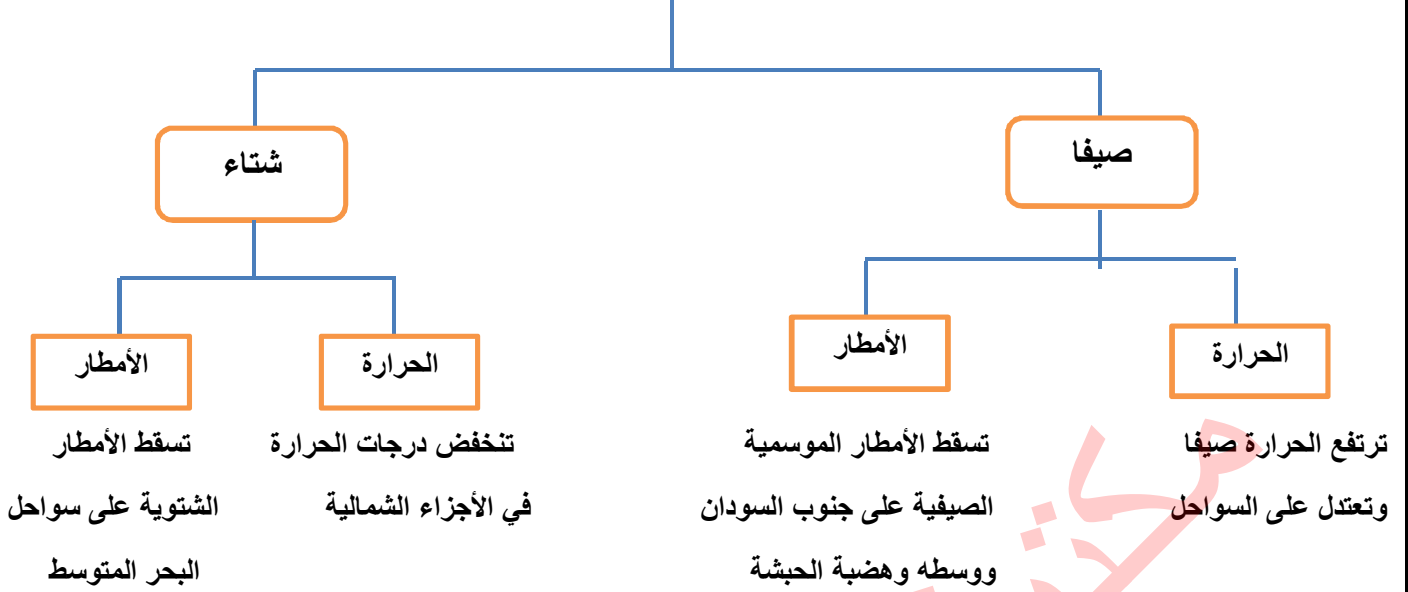 صيفا
شتاء
الحرارة
الأمطار
الحرارة
الأمطار
ترتفع الحرارة صيفا
وتعتدل على السواحل
تسقط الأمطار الموسمية
الصيفية على جنوب السودان
ووسطه وهضبة الحبشة
تنخفض درجات الحرارة
في الأجزاء الشمالية
تسقط الأمطار
الشتوية على سواحل
البحر المتوسط